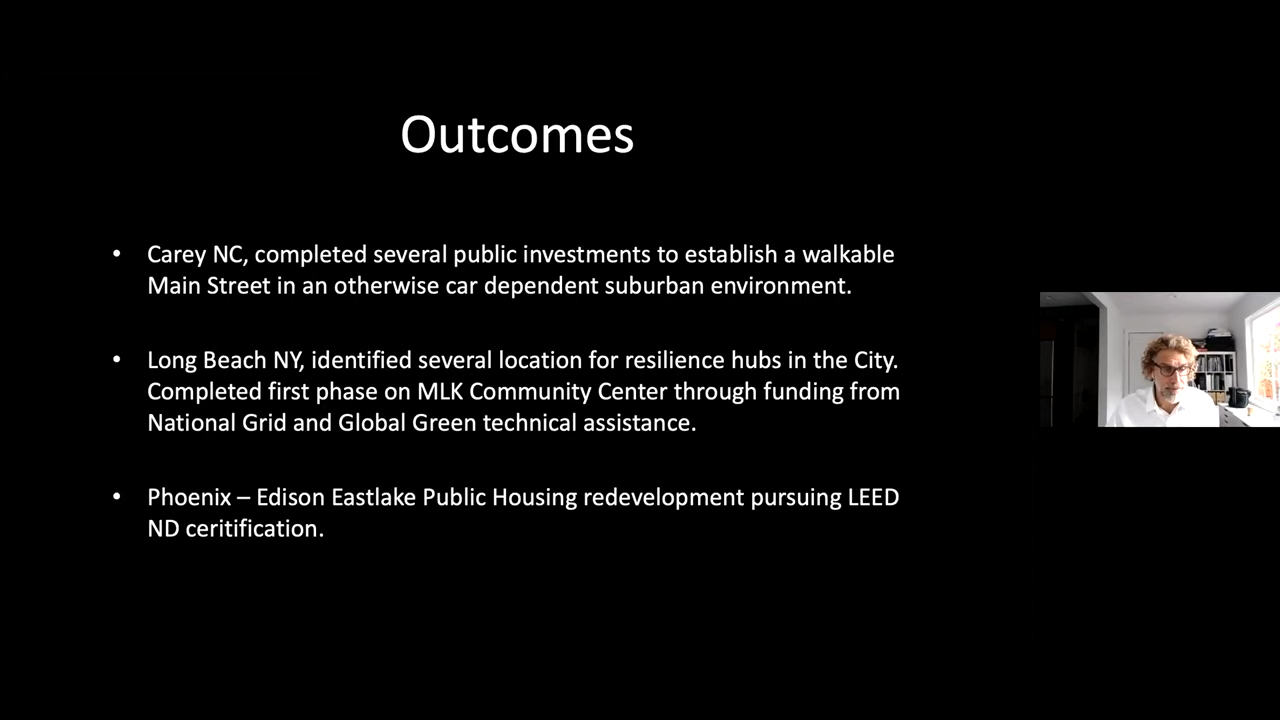 Outcomes
• Carey NC, completed several public investments to establish a walkable
Main Street in an otherwise car dependent suburban environment.
• Long Beach NY, identified several location for resilience hubs in the City.
Completed first phase on MLK Community Center through funding from
National Grid and Global Green technical assistance.
• Phoenix – Edison Eastlake Public Housing redevelopment pursuing LEED
ND ceritification.